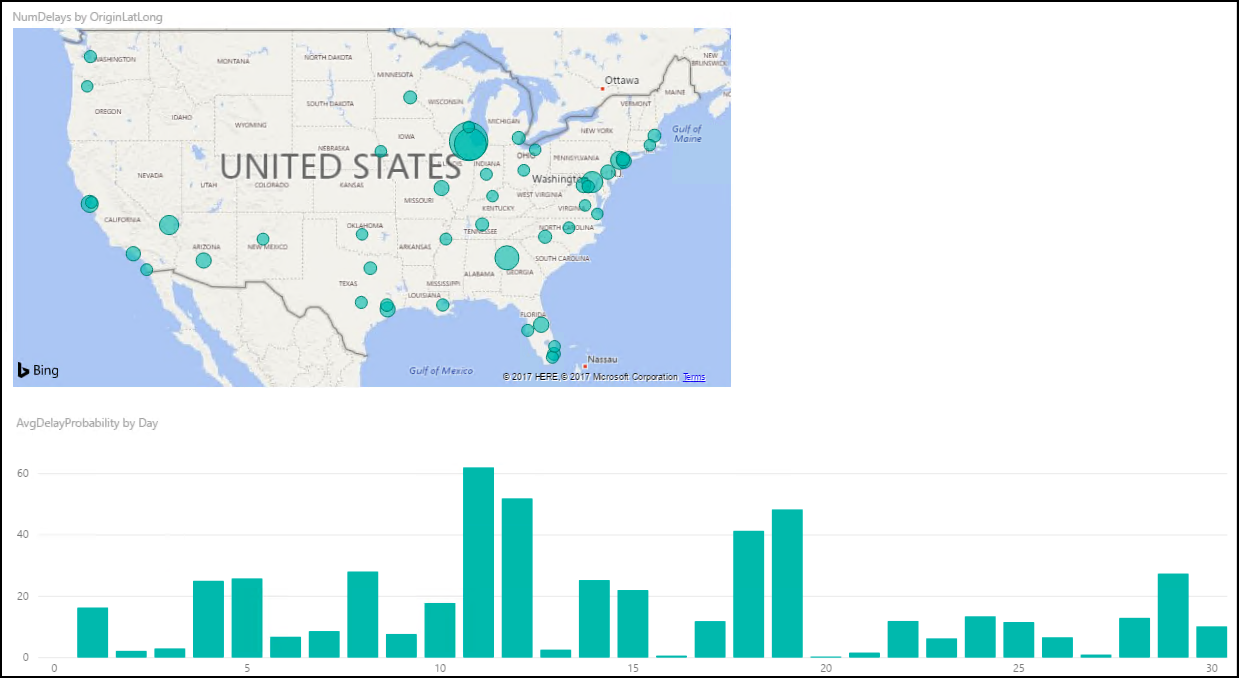 NumDelays by OriginLatLong
WASHINGTON
MONTANA
NORTH DAKOTA
MINNESOTA
Ottawa
NEW
BRUNSWICK
MAINE
VERMONT
OREGON
IDAHO
SOUTH DAKOTA
WISCONSIN
MICHIGAN
WYOMING
NEW YORK
Gulf of
Maine
IOWA
NEBRASKA
UNITED STATES
ILLINOIS
INDIANA
OHIO
PENNSYLVANIA
NEVADA
UTAH
COLORADO
KANSAS
MISSOURI
Washington
NJ
WEST VIRGINIA
KENTUCKY
VIRGINIA
CALIFORNIA
OKLAHOMA
TENNESSEE
NORTH CAROLINA
ARIZONA
NEW MEXICO
ARKANSAS
SOUTH CAROLINA
ALABAMA
GEORGIA
TEXAS
MISSISSIPPI
LOUISIANA
FLORIDA
Nassau
Bing
Gulf of Mexico
© 2017 HERE,© 2017 Microsoft Corporation Terms
AvgDelayProbability by Day
60
40
20
0
0 5 10 15 20 25 30